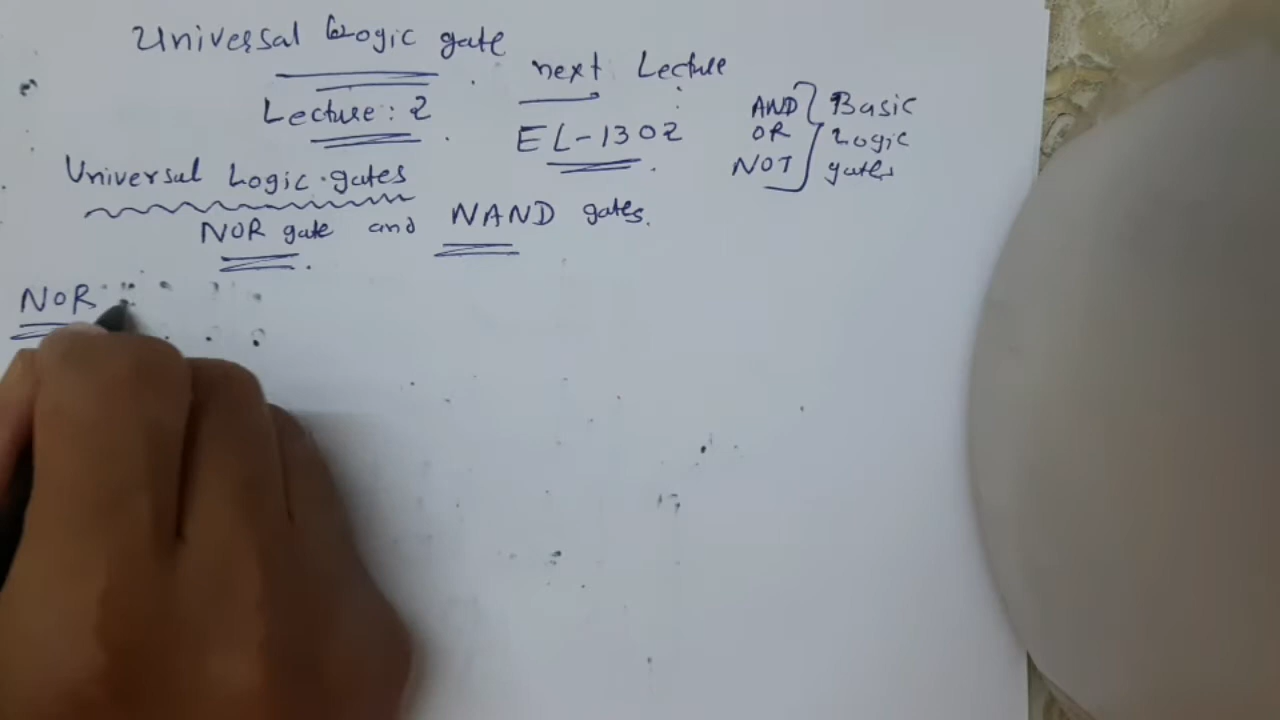 Universal Logic gate
next Lecture
Lecture: 2
EL-1302
AND
OR
NOT
Basic
Logic
gates
Universal Logic gates
NOR gate and NAND gates.
NOR